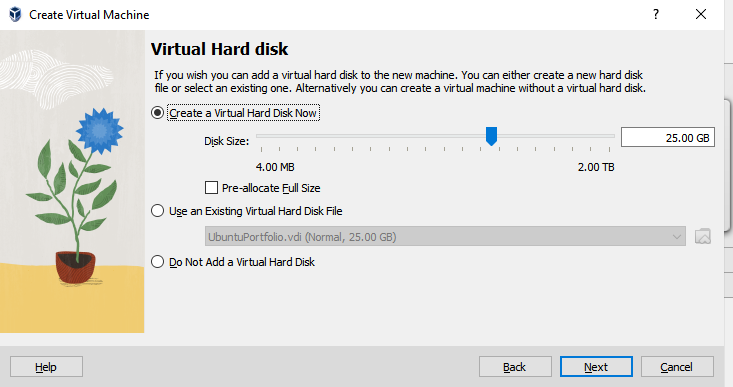 Create Virtual Machine
?
Virtual Hard disk
If you wish you can add a virtual hard disk to the new machine. You can either create a new hard disk
file or select an existing one. Alternatively you can create a virtual machine without a virtual hard disk.
Create a Virtual Hard Disk Now
Disk Size: 25.00 GB
4.00 MB 2.00 TB
Pre-allocate Full Size
Use an Existing Virtual Hard Disk File
UbuntuPortfolio.vdi (Normal, 25.00 GB)
Do Not Add a Virtual Hard Disk
Help Back Next Cancel